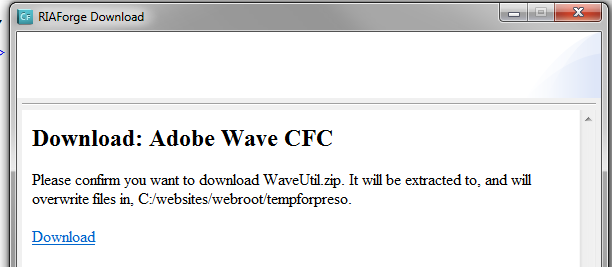 CF RIAForge Download
Download: Adobe Wave CFC
Please confirm you want to download WaveUtil.zip. It will be extracted to, and will
overwrite files in, C:/websites/webroot/tempforpreso.
Download